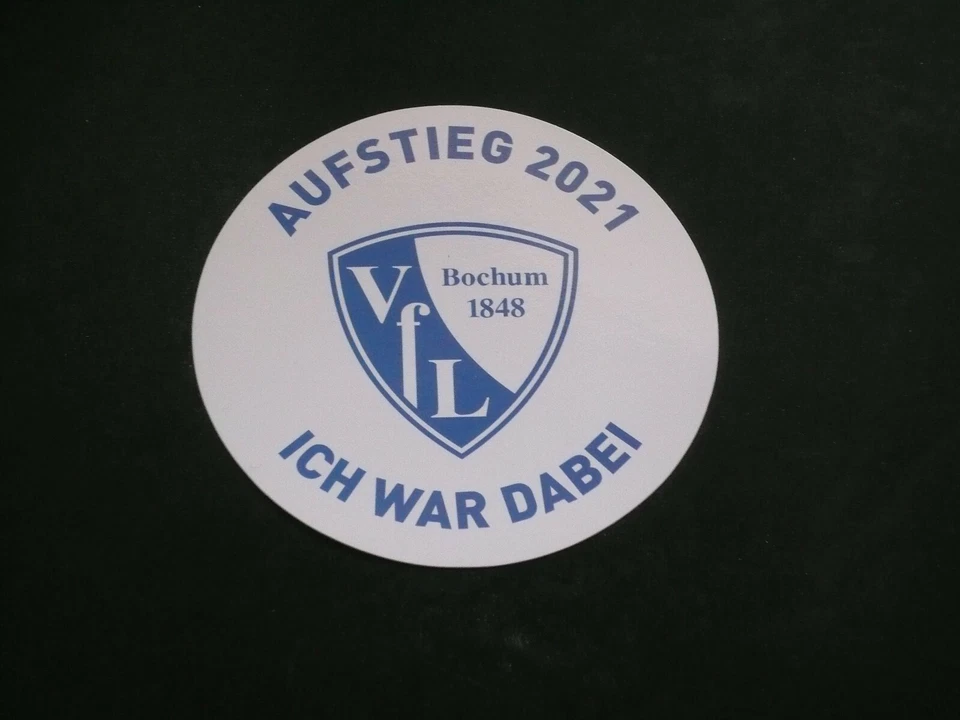 AUFSTIEG 2021
VfL
Bochum
1848
ICH WAR DABEI